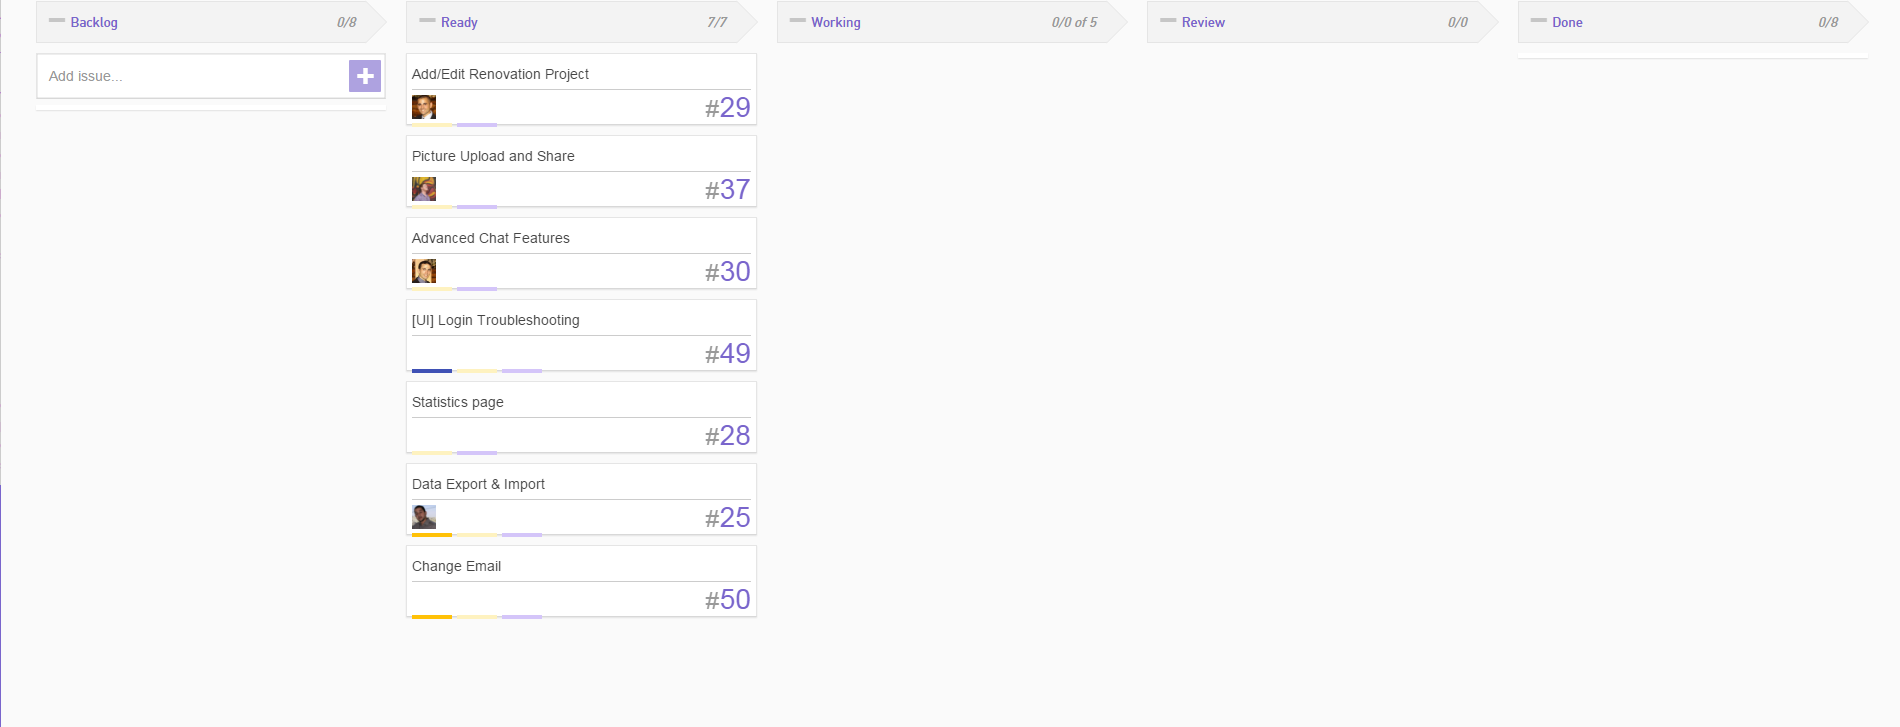 Backlog 0/8
Ready 7/7
Working 0/0 of 5
Review 0/0
Done 0/8
Add issue...
Add/Edit Renovation Project
#29
Picture Upload and Share
#37
Advanced Chat Features
#30
[UI] Login Troubleshooting
#49
Statistics page
#28
Data Export & Import
#25
Change Email
#50